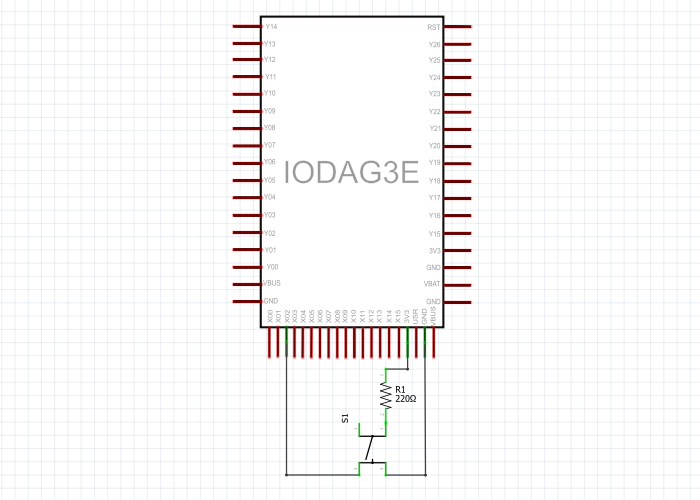 Y14
Y13
Y12
Y11
Y10
Y09
Y08
Y07
Y06
Y05
Y04
Y03
Y02
Y01
Y00
VBUS
GND
RST
Y26
Y25
Y24
Y23
Y22
Y21
Y20
Y19
Y18
Y17
Y16
Y15
3V3
GND
VBAT
GND
IODAG3E
X00
X01
X02
X03
X04
X05
X06
X07
X08
X09
X10
X11
X12
X13
X14
X15
3V3
USR
GND
VBUS
R1
220Ω
S1